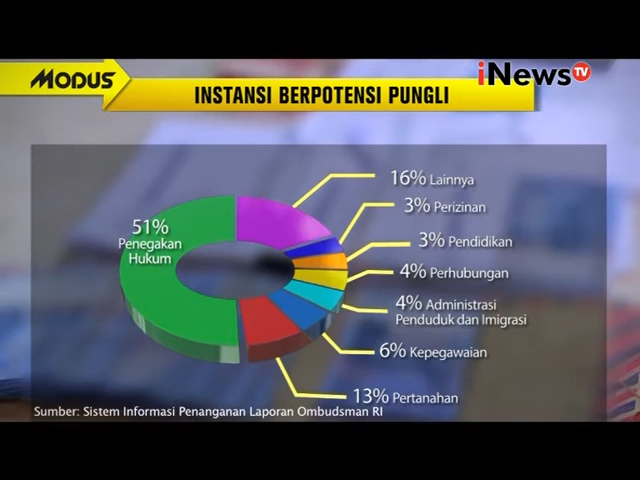 MODUS
INSTANSI BERPOTENSI PUNGLI
iNews TV
51%
Penegakan
Hukum
16% Lainnya
3% Perizinan
3% Pendidikan
4% Perhubungan
4% Administrasi
Penduduk dan Imigrasi
6% Kepegawaian
13% Pertanahan
Sumber: Sistem Informasi Penanganan Laporan Ombudsman RI